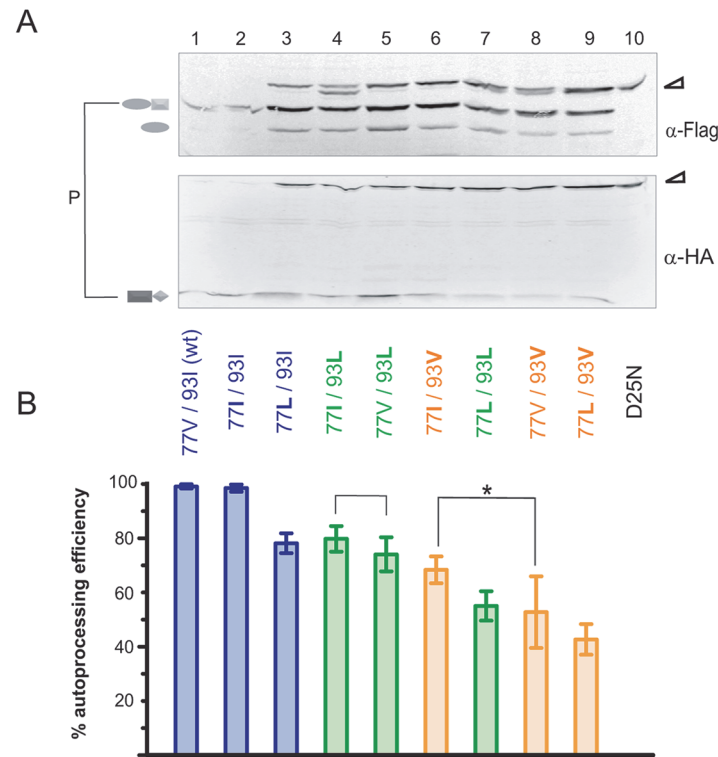 A
1 2 3 4 5 6 7 8 9 10
α-Flag
P
α-HA
77V / 93I (wt)
77I / 93I
77L / 93I
77I / 93L
77V / 93L
77I / 93V
77L / 93L
77V / 93V
77L / 93V
D25N
B
% autoprocessing efficiency
100
80
60
40
20
*